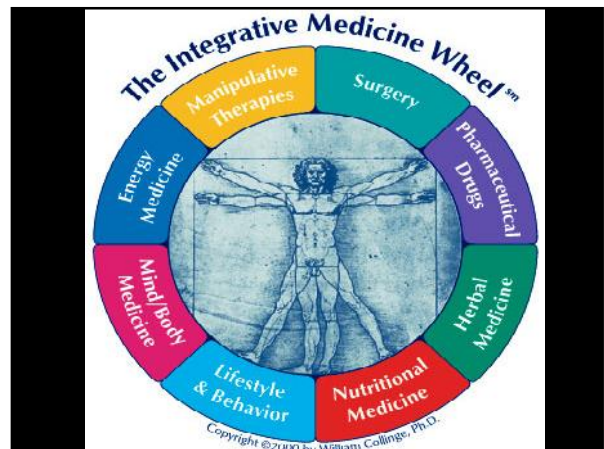 The Integrative Medicine Wheel sm
Surgery
Pharmaceutical
Drugs
Herbal
Medicine
Nutritional
Medicine
Lifestyle
& Behavior
Mind/Body
Medicine
Energy
Medicine
Manipulative
Therapies
Copyright ©2000 by William Collinge, Ph.D.